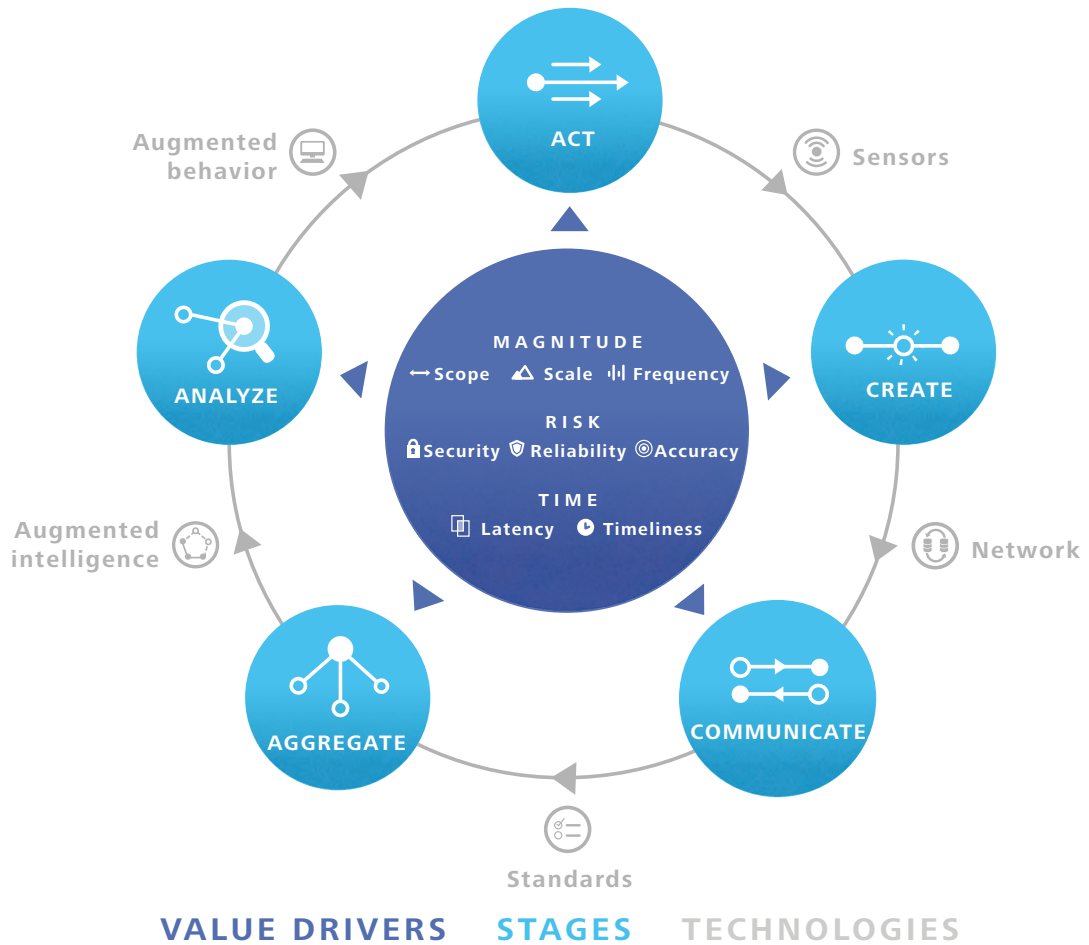 ACT
Augmented
behavior
Sensors
ANALYZE
MAGNITUDE
Scope Scale Frequency
RISK
Security Reliability Accuracy
TIME
Latency Timeliness
CREATE
Augmented
intelligence
Network
AGGREGATE
COMMUNICATE
Standards
VALUE DRIVERS STAGES TECHNOLOGIES